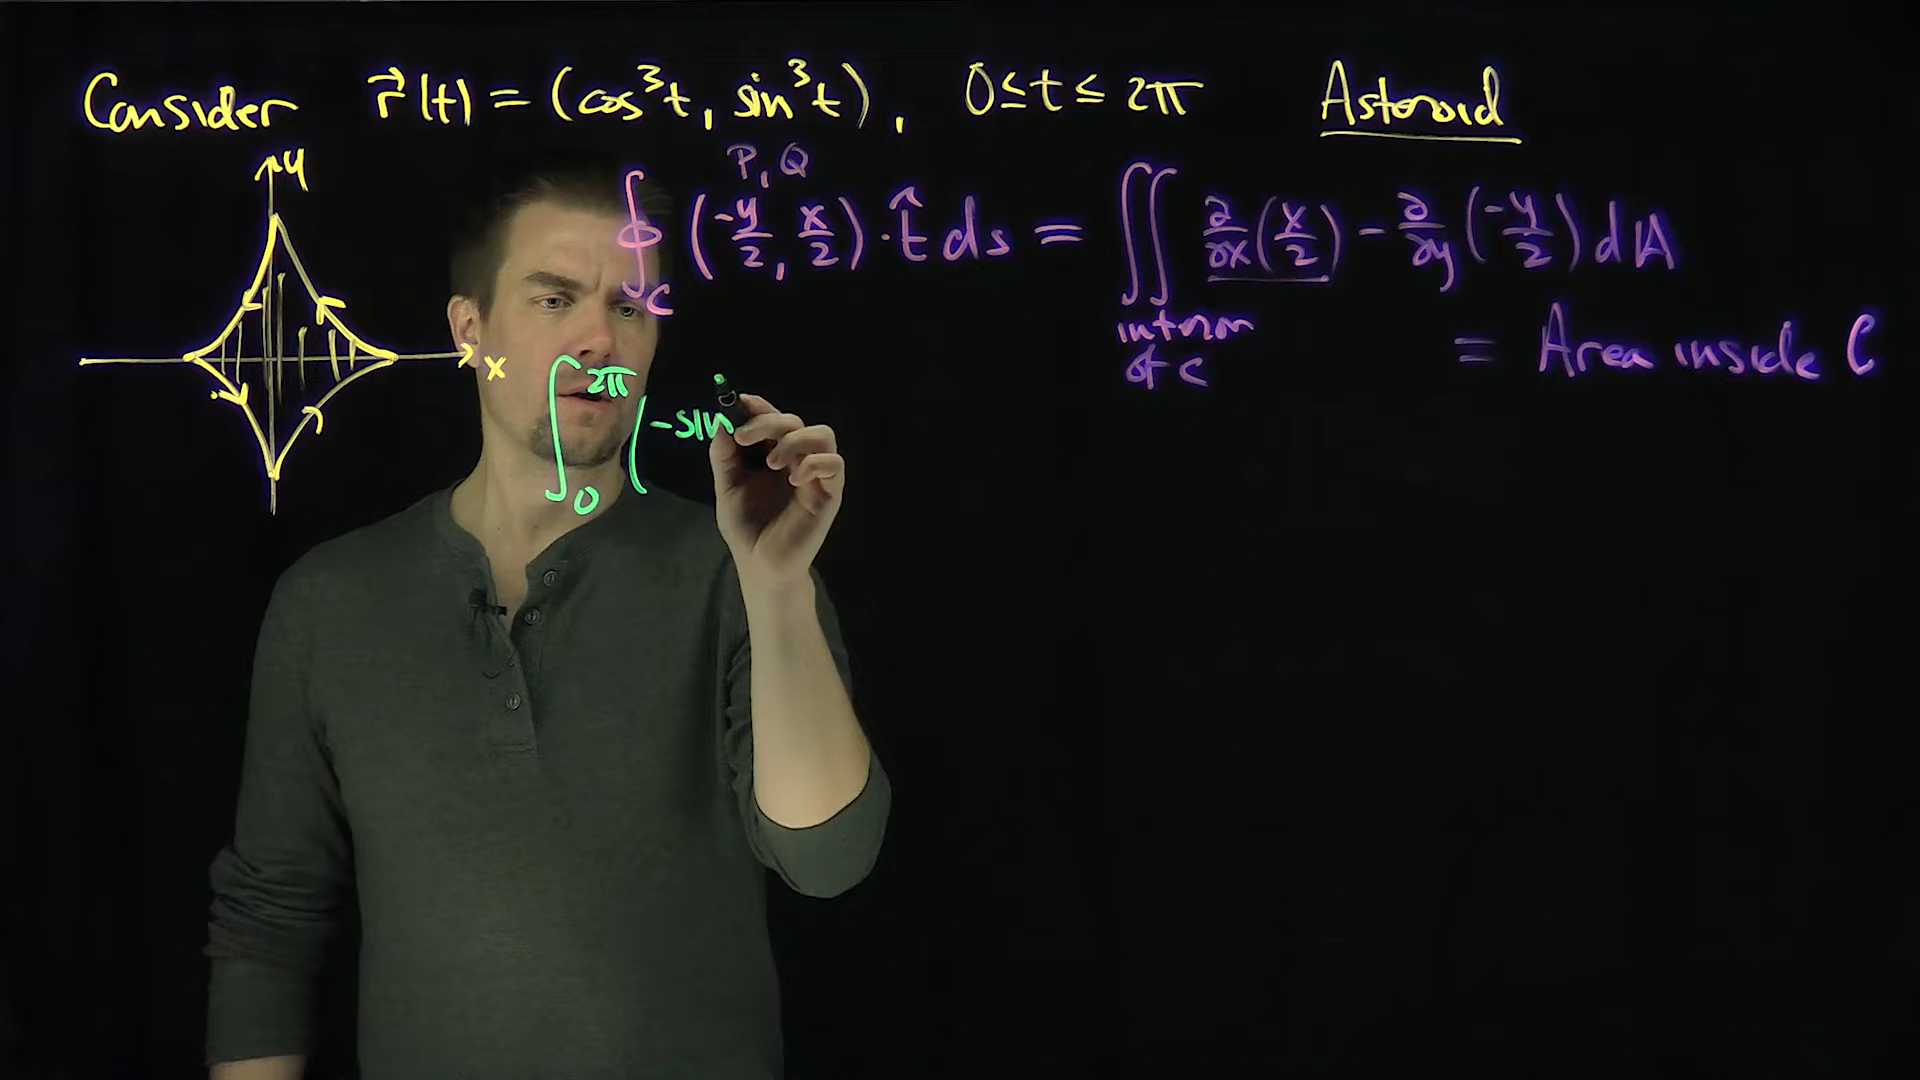 Consider r⃗(t) = (cos³t, sin³t), 0≤t≤2π Asteroid
y
P, Q
∮_C (-y/2, x/2)·t̂ ds = ∬ ∂/∂x(x/2) - ∂/∂y(-y/2) dA
interior
of C
= Area inside C
x
∫₀^2π (-sin